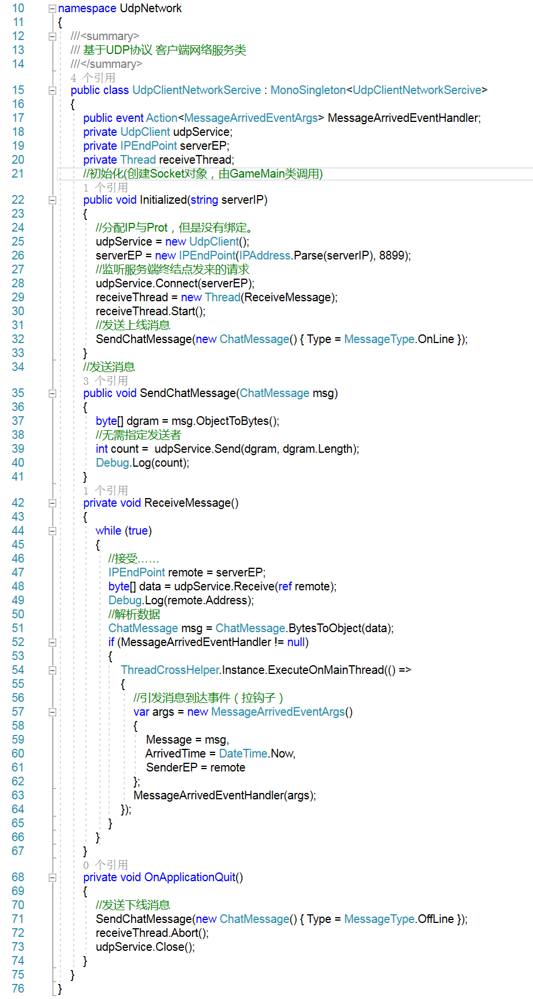 10 namespace UdpNetwork
11 {
12 ///<summary>
13 /// 基于UDP协议 客户端网络服务类
14 ///</summary>
4 个引用
15 public class UdpClientNetworkSercive : MonoSingleton<UdpClientNetworkSercive>
16 {
17 public event Action<MessageArrivedEventArgs> MessageArrivedEventHandler;
18 private UdpClient udpService;
19 private IPEndPoint serverEP;
20 private Thread receiveThread;
21 //初始化(创建Socket对象，由GameMain类调用)
1 个引用
22 public void Initialized(string serverIP)
23 {
24 //分配IP与Prot，但是没有绑定。
25 udpService = new UdpClient();
26 serverEP = new IPEndPoint(IPAddress.Parse(serverIP), 8899);
27 //监听服务端终结点发来的请求
28 udpService.Connect(serverEP);
29 receiveThread = new Thread(ReceiveMessage);
30 receiveThread.Start();
31 //发送上线消息
32 SendChatMessage(new ChatMessage() { Type = MessageType.OnLine });
33 }
34 //发送消息
3 个引用
35 public void SendChatMessage(ChatMessage msg)
36 {
37 byte[] dgram = msg.ObjectToBytes();
38 //无需指定发送者
39 int count =  udpService.Send(dgram, dgram.Length);
40 Debug.Log(count);
41 }
1 个引用
42 private void ReceiveMessage()
43 {
44 while (true)
45 {
46 //接受……
47 IPEndPoint remote = serverEP;
48 byte[] data = udpService.Receive(ref remote);
49 Debug.Log(remote.Address);
50 //解析数据
51 ChatMessage msg = ChatMessage.BytesToObject(data);
52 if (MessageArrivedEventHandler != null)
53 {
54 ThreadCrossHelper.Instance.ExecuteOnMainThread(() =>
55 {
56 //引发消息到达事件（拉钩子）
57 var args = new MessageArrivedEventArgs()
58 {
59 Message = msg,
60 ArrivedTime = DateTime.Now,
61 SenderEP = remote
62 };
63 MessageArrivedEventHandler(args);
64 });
65 }
66 }
67 }
0 个引用
68 private void OnApplicationQuit()
69 {
70 //发送下线消息
71 SendChatMessage(new ChatMessage() { Type = MessageType.OffLine });
72 receiveThread.Abort();
73 udpService.Close();
74 }
75 }
76 }